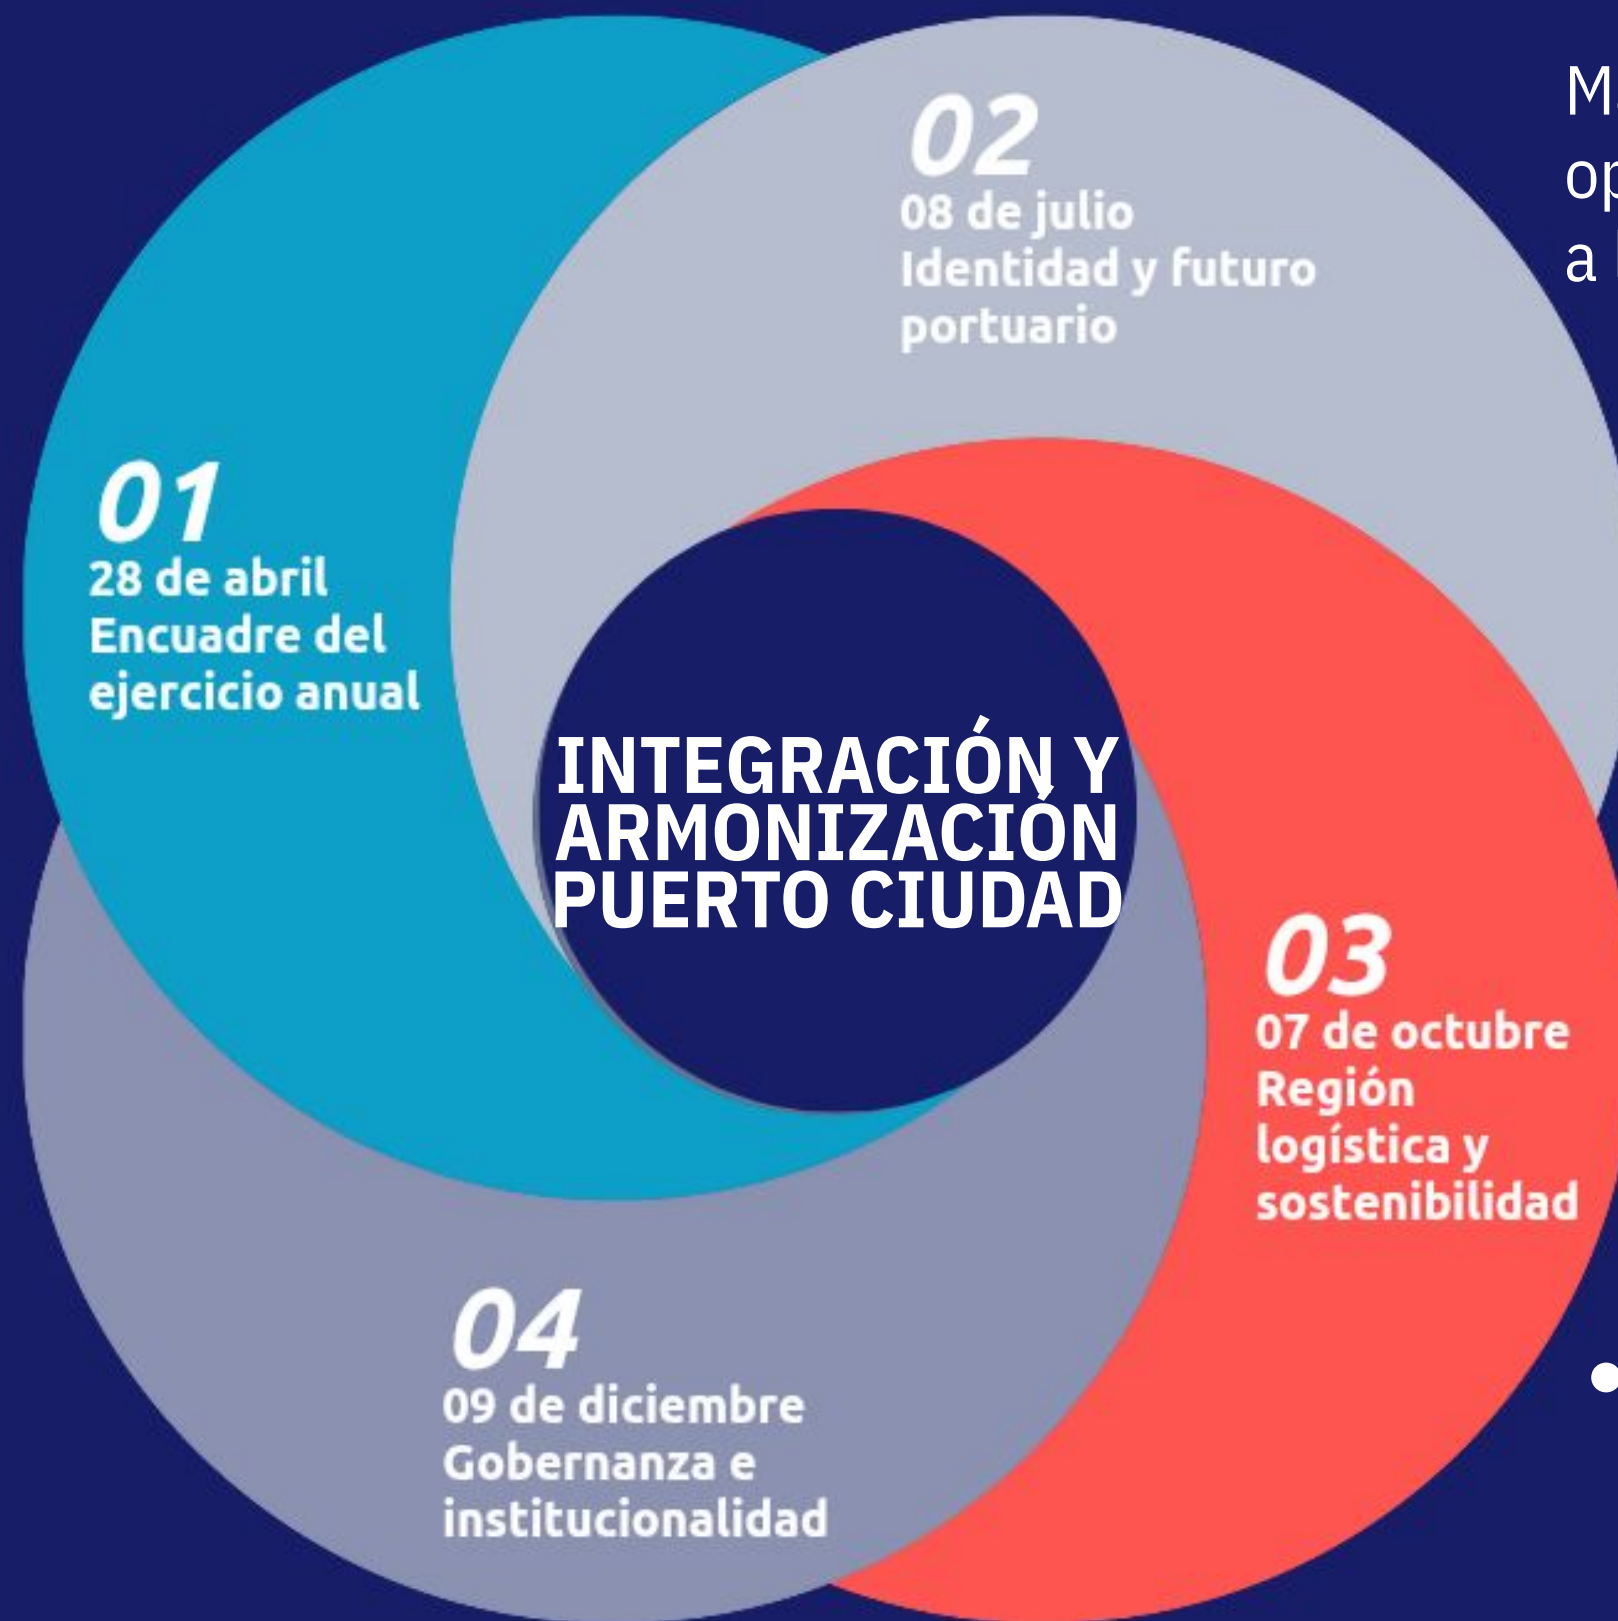 01
28 de abril
Encuadre del
ejercicio anual
02
08 de julio
Identidad y futuro
portuario
03
07 de octubre
Región
logística y
sostenibilidad
04
09 de diciembre
Gobernanza e
institucionalidad
INTEGRACIÓN Y
ARMONIZACIÓN
PUERTO CIUDAD
a